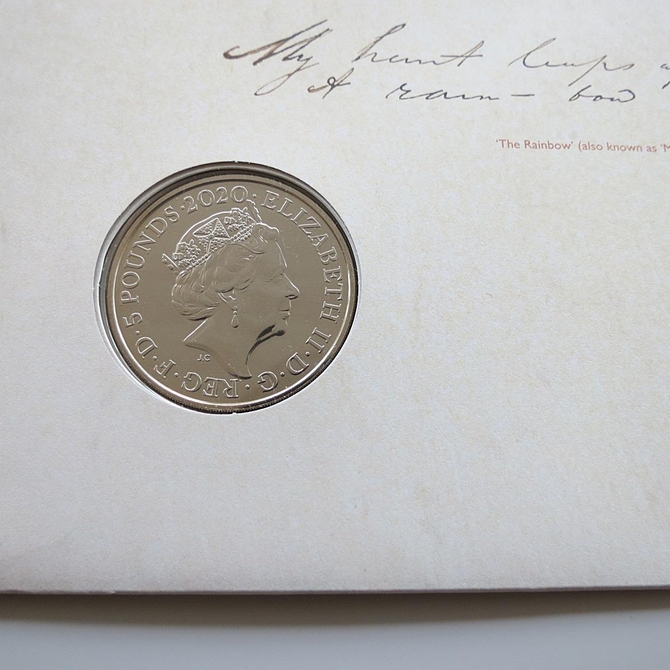 My heart leaps
A rain-bow
'The Rainbow' (also known as 'M
ELIZABETH II·D·G·REG·F·D·5 POUNDS·2020
J.C